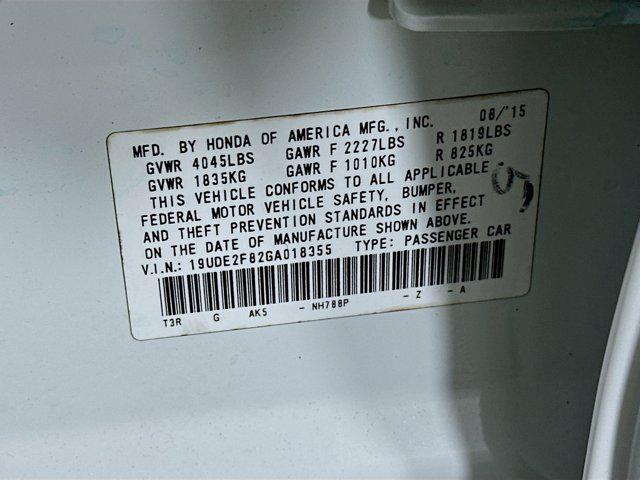 MFD. BY HONDA OF AMERICA MFG., INC. 08/'15
GVWR 4045LBS GAWR F 2227LBS R 1819LBS
GVWR 1835KG GAWR F 1010KG R 825KG
THIS VEHICLE CONFORMS TO ALL APPLICABLE
FEDERAL MOTOR VEHICLE SAFETY, BUMPER,
AND THEFT PREVENTION STANDARDS IN EFFECT
ON THE DATE OF MANUFACTURE SHOWN ABOVE.
V.I.N.: 19UDE2F82GA018355 TYPE: PASSENGER CAR
T3R G AK5 - NH788P - Z - A